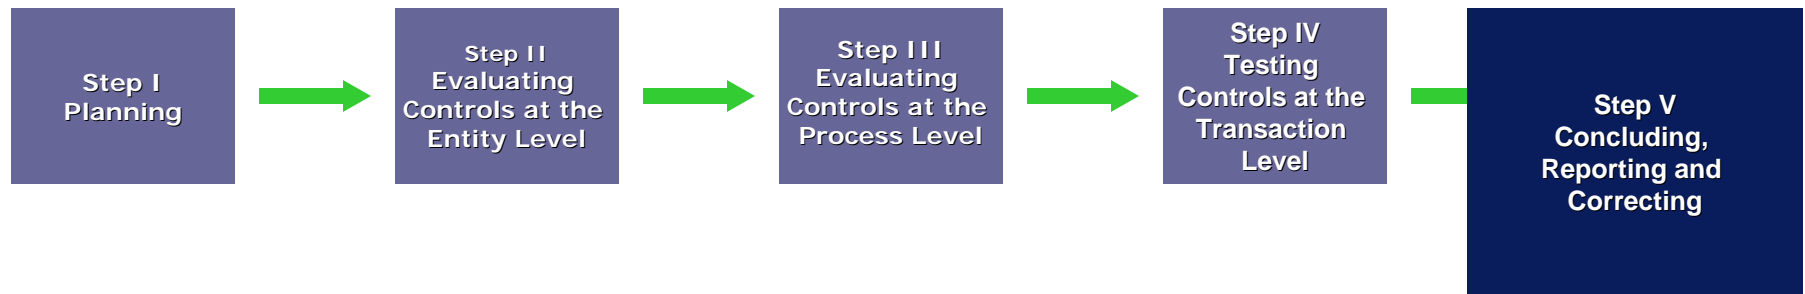 Step I
Planning
Step II
Evaluating
Controls at the
Entity Level
Step III
Evaluating
Controls at the
Process Level
Step IV
Testing
Controls at the
Transaction
Level
Step V
Concluding,
Reporting and
Correcting